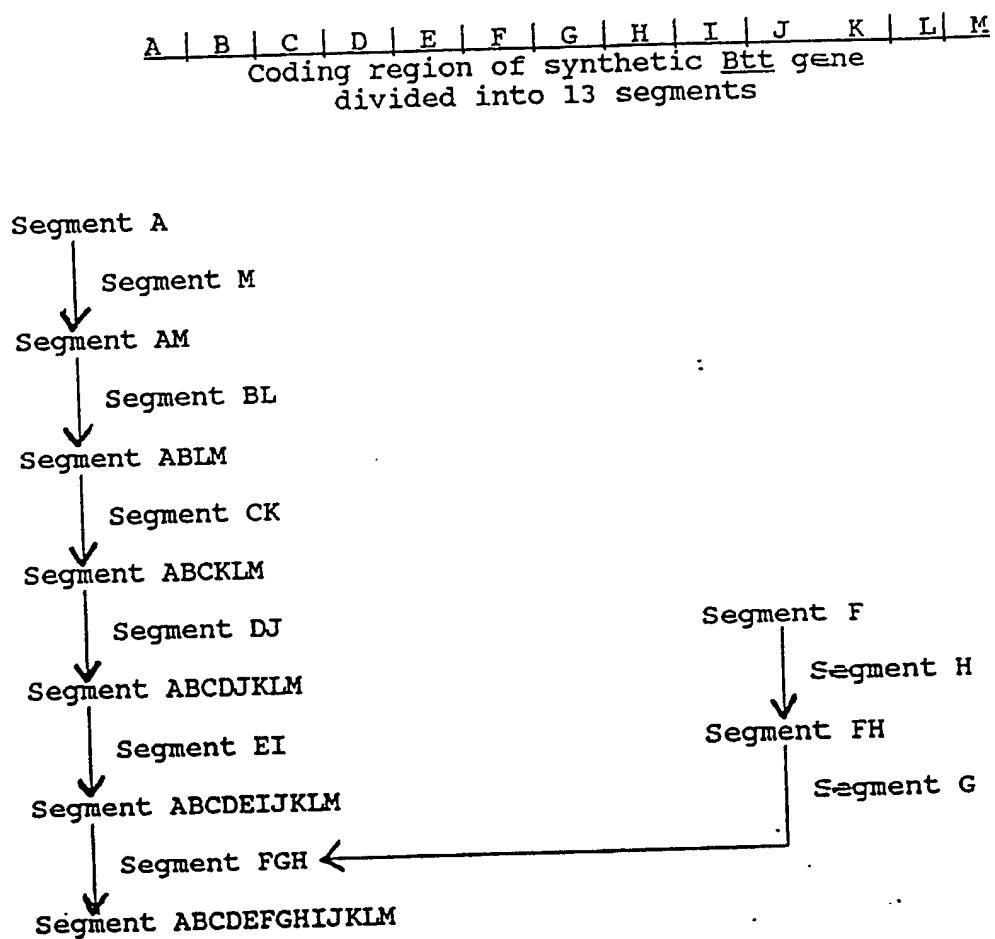 A | B | C | D | E | F | G | H | I | J K | L | M
Coding region of synthetic Btt gene
divided into 13 segments
Segment A
Segment M
Segment AM
Segment BL
Segment ABLM
Segment CK
Segment ABCKLM
Segment DJ
Segment ABCDJKLM
Segment EI
Segment ABCDEIJKLM
Segment FGH
Segment ABCDEFGHIJKLM
Segment F
Segment H
Segment FH
Segment G